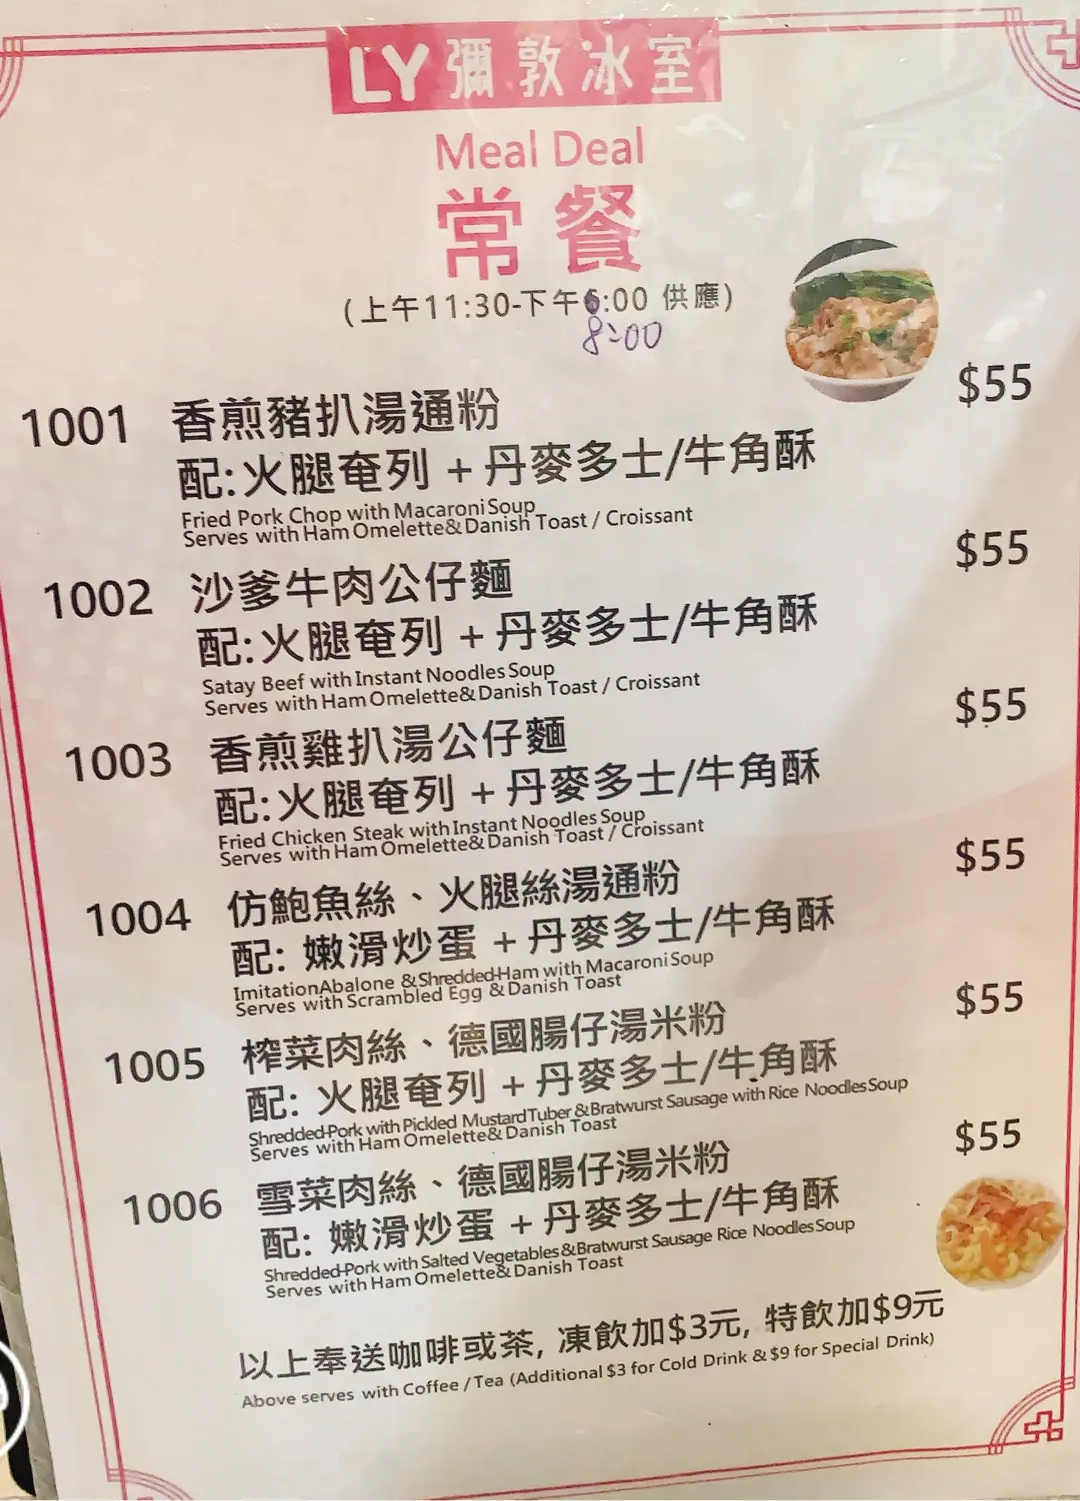 LY 彌敦冰室
Meal Deal
常餐
(上午11:30-下午6:00 供應)
8:00
1001 香煎豬扒湯通粉 $55
配:火腿奄列 + 丹麥多士/牛角酥
Fried Pork Chop with Macaroni Soup
Serves with Ham Omelette& Danish Toast / Croissant
1002 沙爹牛肉公仔麵 $55
配:火腿奄列 + 丹麥多士/牛角酥
Satay Beef with Instant Noodles Soup
Serves with Ham Omelette& Danish Toast / Croissant
1003 香煎雞扒湯公仔麵 $55
配:火腿奄列 + 丹麥多士/牛角酥
Fried Chicken Steak with Instant Noodles Soup
Serves with Ham Omelette& Danish Toast / Croissant
1004 仿鮑魚絲、火腿絲湯通粉 $55
配: 嫩滑炒蛋 + 丹麥多士/牛角酥
Imitation Abalone & Shredded-Ham with Macaroni Soup
Serves with Scrambled Egg & Danish Toast
1005 榨菜肉絲、德國腸仔湯米粉 $55
配: 火腿奄列 + 丹麥多士/牛角酥
Shredded-Pork with Pickled Mustard Tuber & Bratwurst Sausage with Rice Noodles Soup
Serves with Ham Omelette& Danish Toast
1006 雪菜肉絲、德國腸仔湯米粉 $55
配: 嫩滑炒蛋 + 丹麥多士/牛角酥
Shredded-Pork with Salted Vegetables & Bratwurst Sausage Rice Noodles Soup
Serves with Ham Omelette& Danish Toast
以上奉送咖啡或茶, 凍飲加$3元, 特飲加$9元
Above serves with Coffee / Tea (Additional $3 for Cold Drink & $9 for Special Drink)